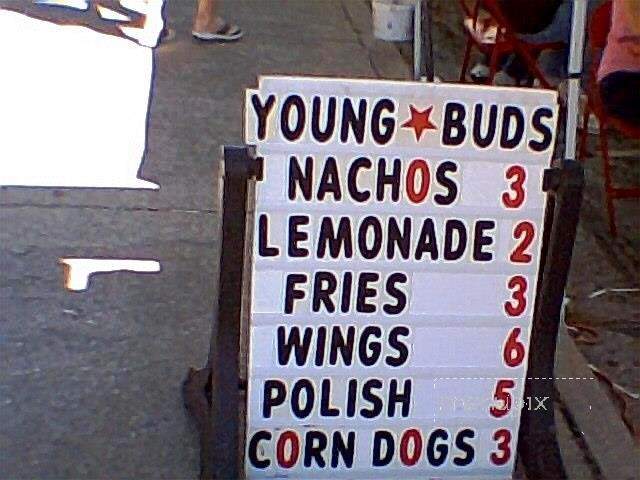 YOUNG★BUDS
NACHOS 3
LEMONADE 2
FRIES 3
WINGS 6
POLISH 5
CORN DOGS 3